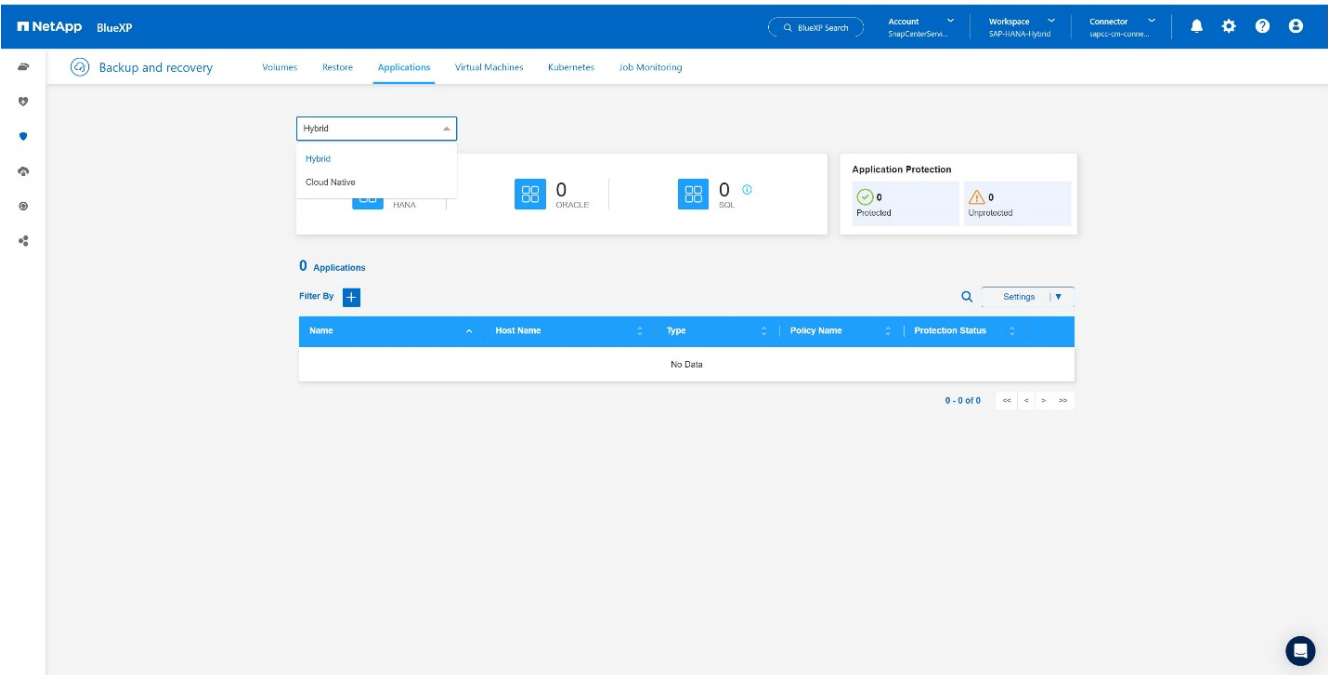 NetApp BlueXP BlueXP Search Account Workspace Connector
SnapCenterServi... SAP-HANA-Hybrid sapcc-cm-conne...
Backup and recovery Volumes Restore Applications Virtual Machines Kubernetes Job Monitoring
Hybrid
Hybrid
Cloud Native
HANA
0
ORACLE
0
SQL
Application Protection
0
Protected
0
Unprotected
0 Applications
Filter By
Settings
Name Host Name Type Policy Name Protection Status
No Data
0 - 0 of 0 << < > >>